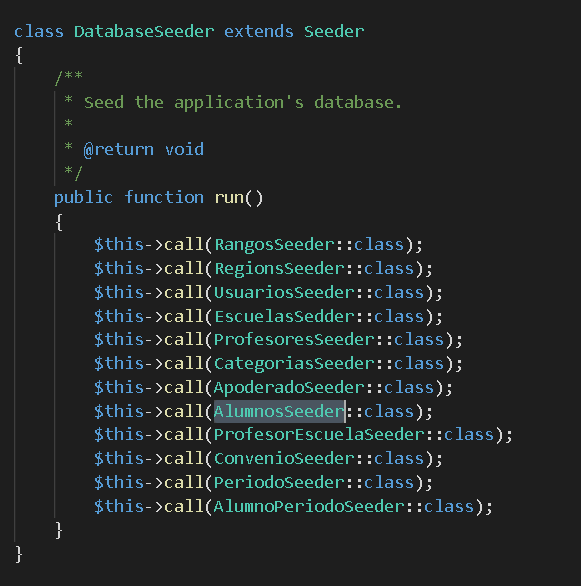 class DatabaseSeeder extends Seeder
{
    /**
     * Seed the application's database.
     *
     * @return void
     */
    public function run()
    {
        $this->call(RangosSeeder::class);
        $this->call(RegionsSeeder::class);
        $this->call(UsuariosSeeder::class);
        $this->call(EscuelasSedder::class);
        $this->call(ProfesoresSeeder::class);
        $this->call(CategoriasSeeder::class);
        $this->call(ApoderadoSeeder::class);
        $this->call(AlumnosSeeder::class);
        $this->call(ProfesorEscuelaSeeder::class);
        $this->call(ConvenioSeeder::class);
        $this->call(PeriodoSeeder::class);
        $this->call(AlumnoPeriodoSeeder::class);
    }
}